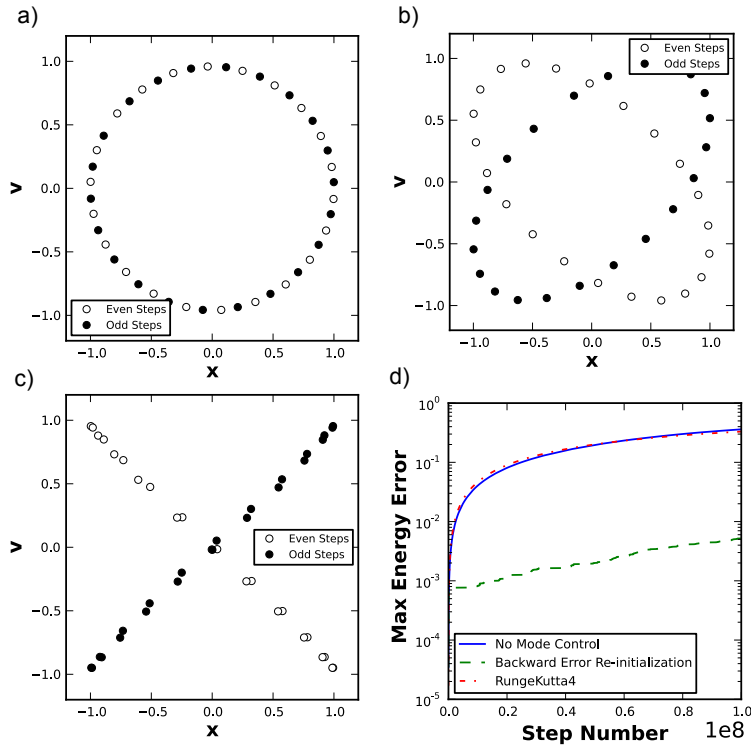 a)
1.0
0.5
0.0
−0.5
−1.0
v
Even Steps
Odd Steps
−1.0 −0.5 0.0 0.5 1.0
x
b)
1.0
0.5
0.0
−0.5
−1.0
v
Even Steps
Odd Steps
−1.0 −0.5 0.0 0.5 1.0
x
c)
1.0
0.5
0.0
−0.5
−1.0
v
Even Steps
Odd Steps
−1.0 −0.5 0.0 0.5 1.0
x
d)
10^0
10^-1
10^-2
10^-3
10^-4
10^-5
Max Energy Error
No Mode Control
Backward Error Re-initialization
RungeKutta4
0.0 0.2 0.4 0.6 0.8 1.0
Step Number 1e8